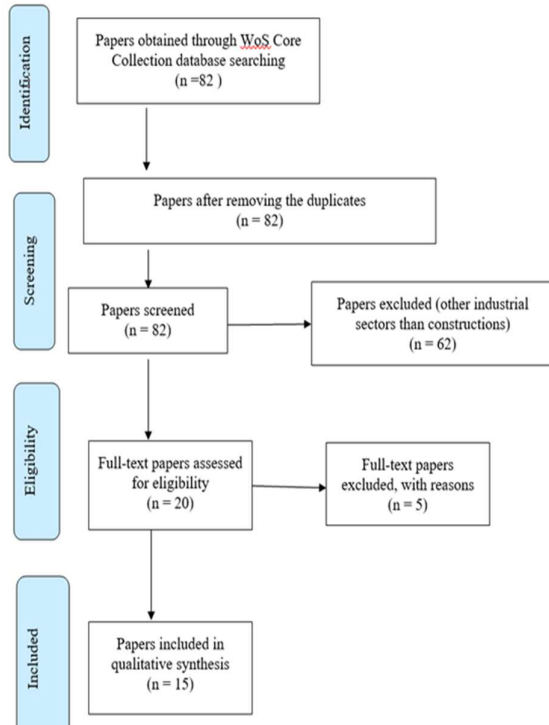 Identification
Papers obtained through WoS Core
Collection database searching
(n =82 )
Papers after removing the duplicates
(n = 82)
Screening
Papers screened
(n = 82)
Papers excluded (other industrial
sectors than constructions)
(n = 62)
Eligibility
Full-text papers assessed
for eligibility
(n = 20)
Full-text papers
excluded, with reasons
(n = 5)
Included
Papers included in
qualitative synthesis
(n = 15)